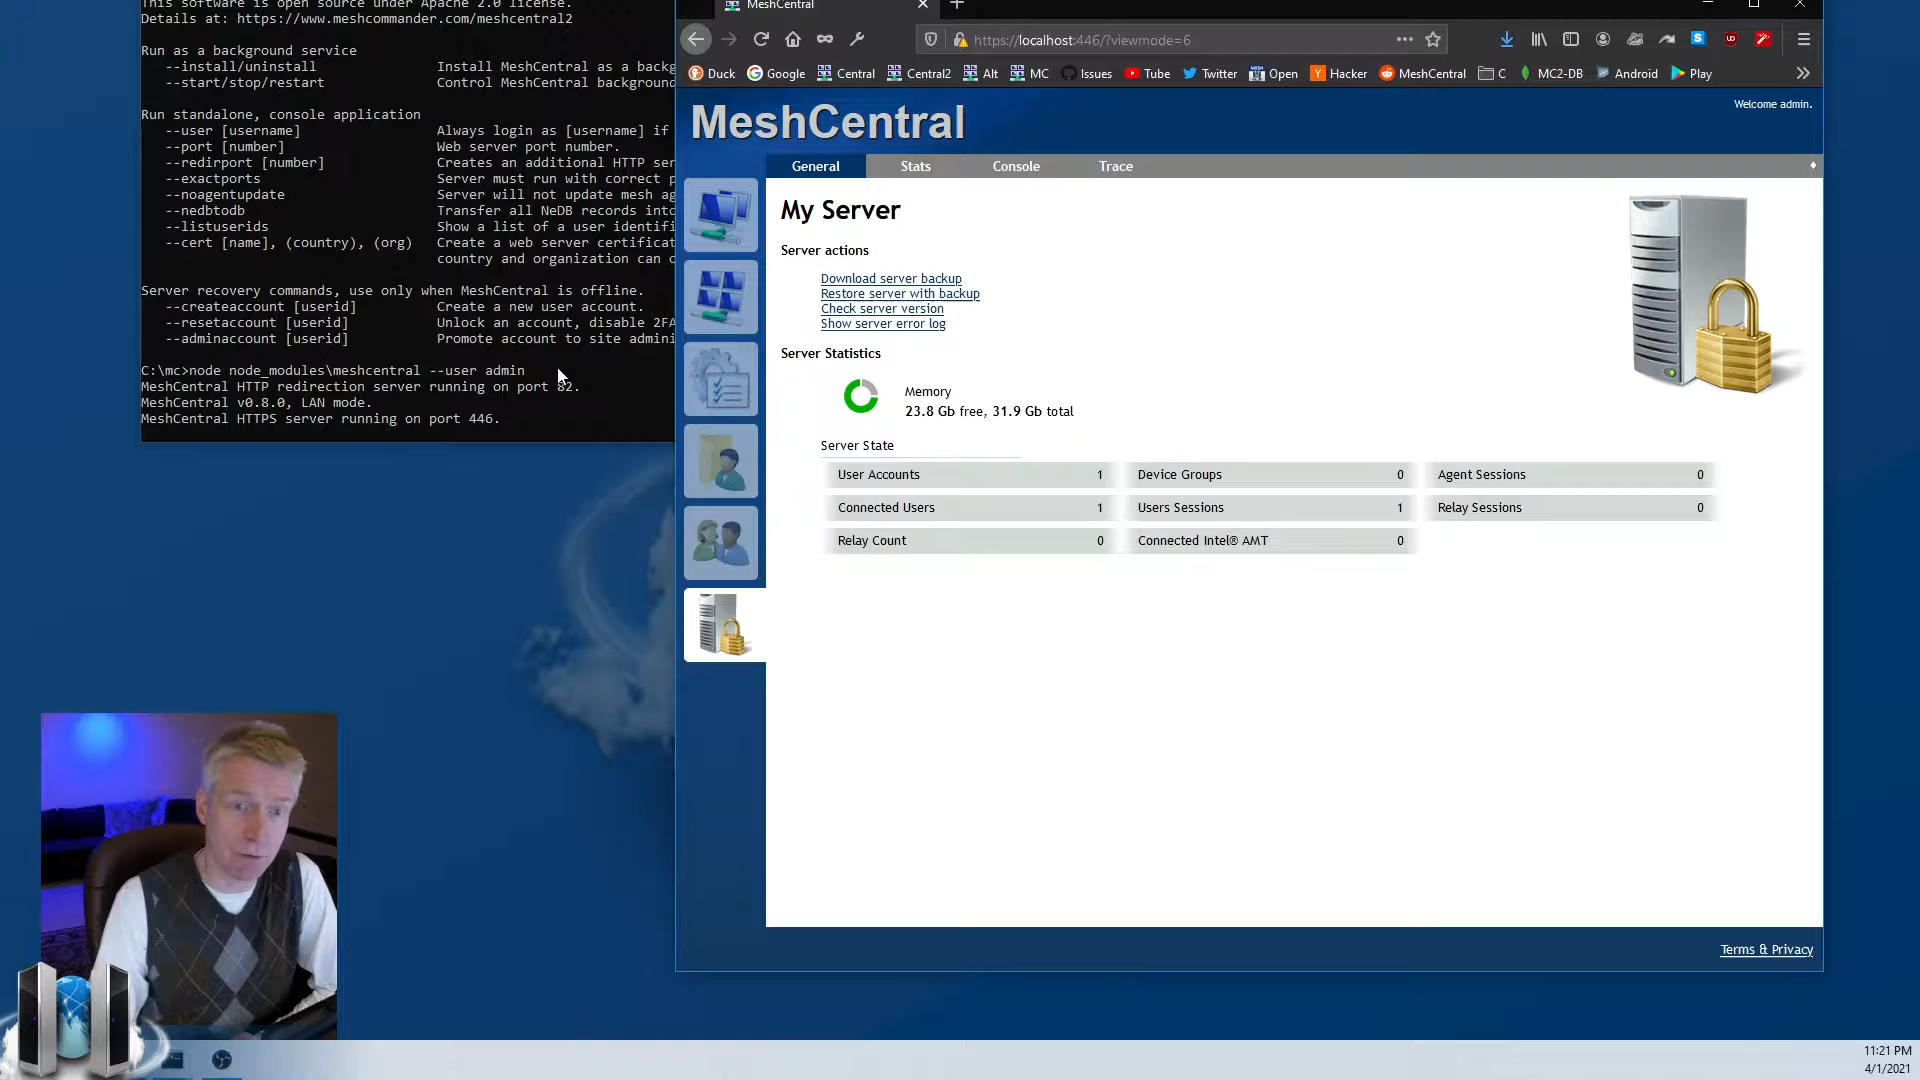 This software is open source under Apache 2.0 license.
Details at: https://www.meshcommander.com/meshcentral2
Run as a background service
--install/uninstall Install MeshCentral as a backg
--start/stop/restart Control MeshCentral background
Run standalone, console application
--user [username] Always login as [username] if
--port [number] Web server port number.
--redirport [number] Creates an additional HTTP ser
--exactports Server must run with correct p
--noagentupdate Server will not update mesh ag
--nedbtodb Transfer all NeDB records into
--listuserids Show a list of a user identifi
--cert [name], (country), (org) Create a web server certificat
country and organization can o
Server recovery commands, use only when MeshCentral is offline.
--createaccount [userid] Create a new user account.
--resetaccount [userid] Unlock an account, disable 2FA
--adminaccount [userid] Promote account to site admini
C:\mc>node node_modules\meshcentral --user admin
MeshCentral HTTP redirection server running on port 82.
MeshCentral v0.8.0, LAN mode.
MeshCentral HTTPS server running on port 446.
MeshCentral
https://localhost:446/?viewmode=6
Duck Google Central Central2 Alt MC Issues Tube Twitter Open Hacker MeshCentral C MC2-DB Android Play
MeshCentral
Welcome admin.
General Stats Console Trace
My Server
Server actions
Download server backup
Restore server with backup
Check server version
Show server error log
Server Statistics
Memory
23.8 Gb free, 31.9 Gb total
Server State
User Accounts 1 Device Groups 0 Agent Sessions 0
Connected Users 1 Users Sessions 1 Relay Sessions 0
Relay Count 0 Connected Intel® AMT 0
Terms & Privacy
11:21 PM
4/1/2021